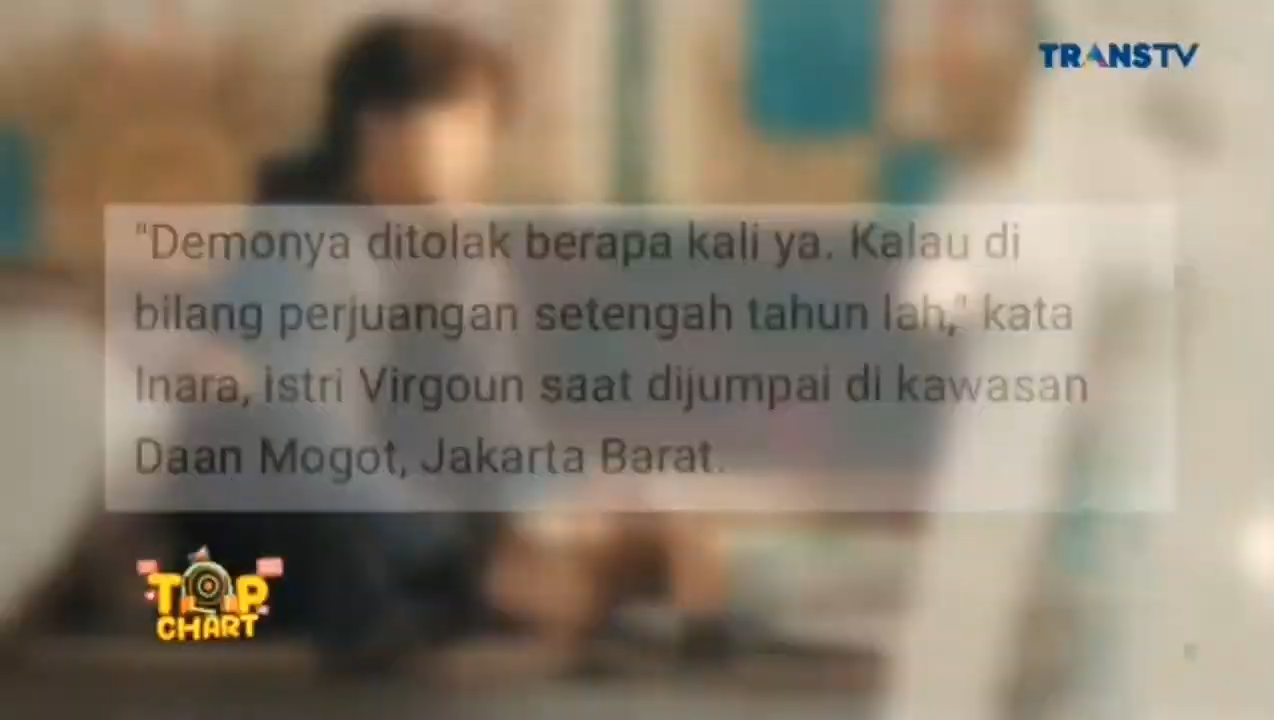 TRANSTV
"Demonya ditolak berapa kali ya. Kalau di
bilang perjuangan setengah tahun lah," kata
Inara, istri Virgoun saat dijumpai di kawasan
Daan Mogot, Jakarta Barat.
TOP
CHART